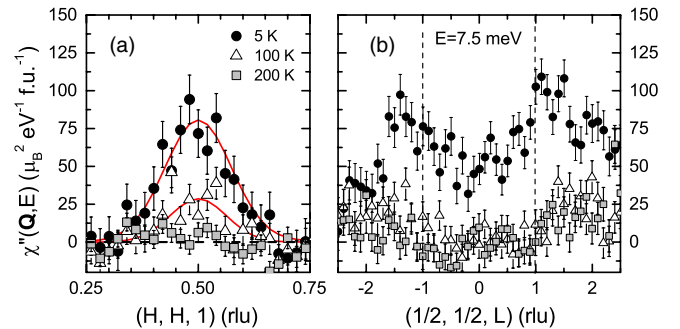 150
125
100
75
50
25
0
χ"(Q,E) (μB² eV⁻¹ f.u.⁻¹)
(a)
5 K
100 K
200 K
0.25
0.50
0.75
(H, H, 1) (rlu)
(b)
E=7.5 meV
150
125
100
75
50
25
0
-2
-1
0
1
2
(1/2, 1/2, L) (rlu)